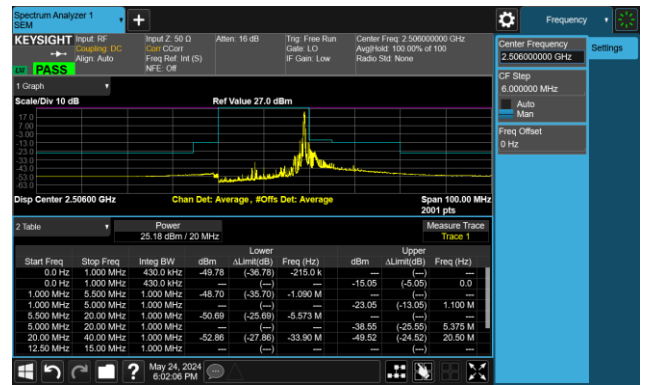 Spectrum Analyzer 1
SEM
Frequency
KEYSIGHT Input: RF
Coupling: DC
Align: Auto
PASS
Input Z: 50 Ω
Corr CCorr
Freq Ref: Int (S)
NFE: Off
Atten: 16 dB
Trig: Free Run
Gate: LO
IF Gain: Low
Center Freq: 2.506000000 GHz
Avg|Hold: 100.00% of 100
Radio Std: None
Center Frequency
2.506000000 GHz
Settings
CF Step
6.000000 MHz
Auto
Man
Freq Offset
0 Hz
1 Graph
Scale/Div 10 dB
Ref Value 27.0 dBm
17.0
7.00
-3.00
-13.0
-23.0
-33.0
-43.0
-53.0
-63.0
Disp Center 2.50600 GHz
Chan Det: Average , #Offs Det: Average
Span 100.00 MHz
2001 pts
2 Table
Power
25.18 dBm / 20 MHz
Measure Trace
Trace 1
Lower Upper
Start Freq Stop Freq Integ BW dBm ΔLimit(dB) Freq (Hz) dBm ΔLimit(dB) Freq (Hz)
0.0 Hz 1.000 MHz 430.0 kHz -49.78 (-36.78) -215.0 k --- (---) ---
0.0 Hz 1.000 MHz 430.0 kHz --- (---) --- -15.05 (-5.05) 0.0
1.000 MHz 5.500 MHz 1.000 MHz -48.70 (-35.70) -1.090 M --- (---) ---
1.000 MHz 5.000 MHz 1.000 MHz --- (---) --- -23.05 (-13.05) 1.100 M
5.500 MHz 20.00 MHz 1.000 MHz -50.69 (-25.69) -5.573 M --- (---) ---
5.000 MHz 20.00 MHz 1.000 MHz --- (---) --- -38.55 (-25.55) 5.375 M
20.00 MHz 40.00 MHz 1.000 MHz -52.86 (-27.86) -33.90 M -49.52 (-24.52) 20.50 M
12.50 MHz 15.00 MHz 1.000 MHz --- (---) --- --- (---) ---
May 24, 2024
6:02:06 PM